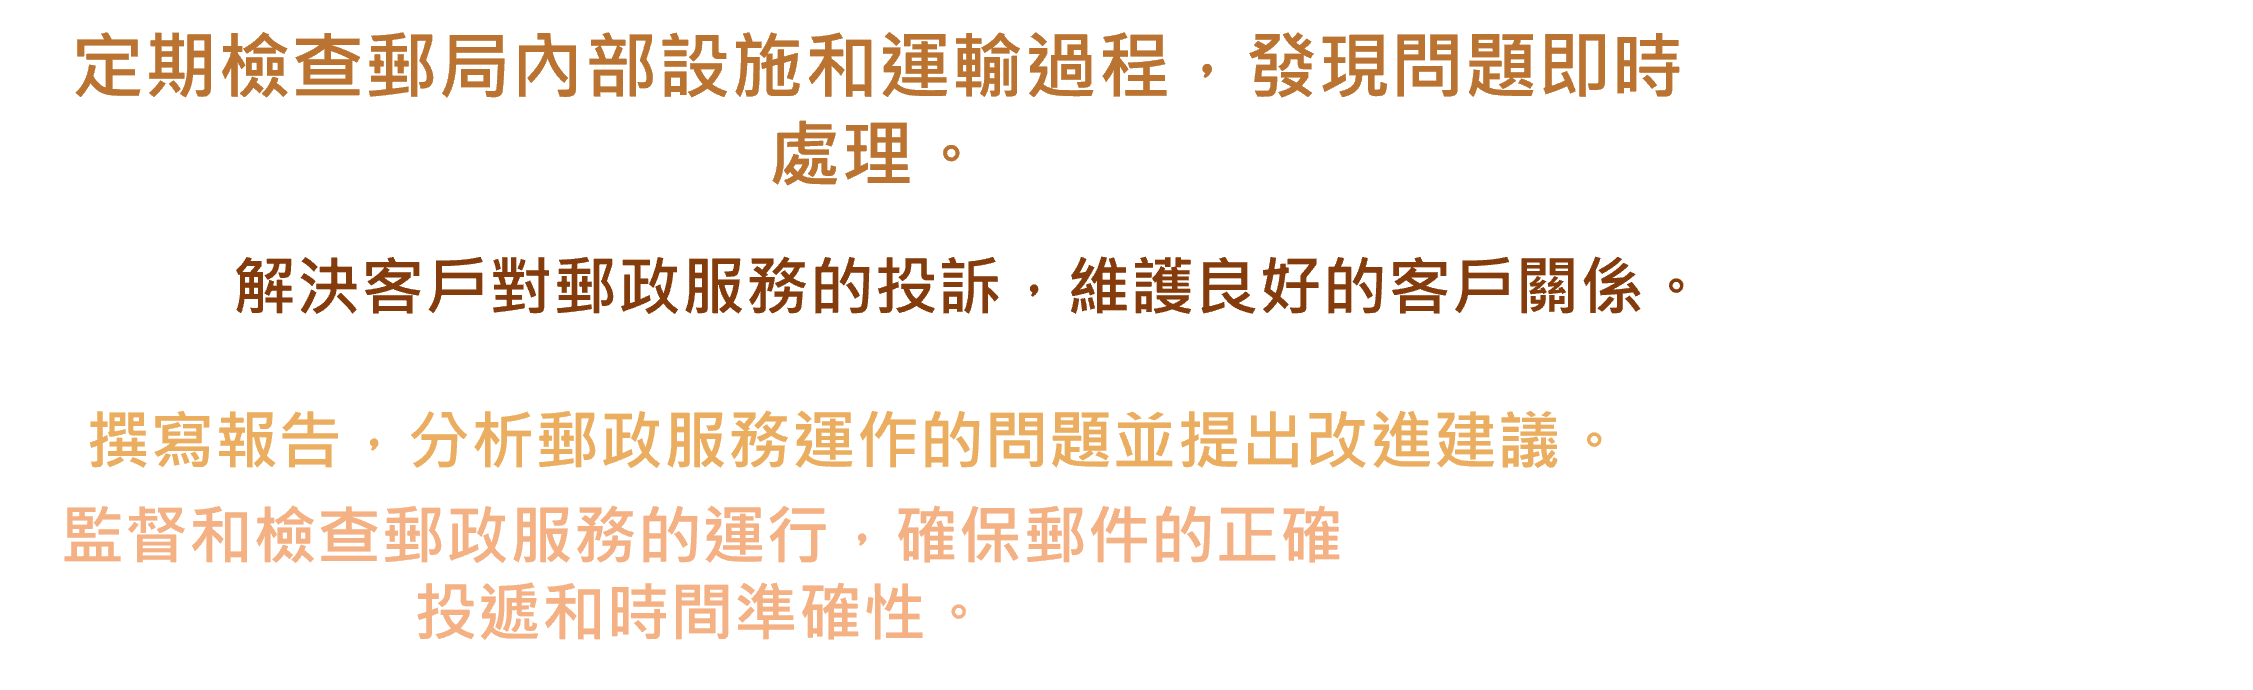 定期檢查郵局內部設施和運輸過程，發現問題即時
處理。
解決客戶對郵政服務的投訴，維護良好的客戶關係。
撰寫報告，分析郵政服務運作的問題並提出改進建議。
監督和檢查郵政服務的運行，確保郵件的正確
投遞和時間準確性。